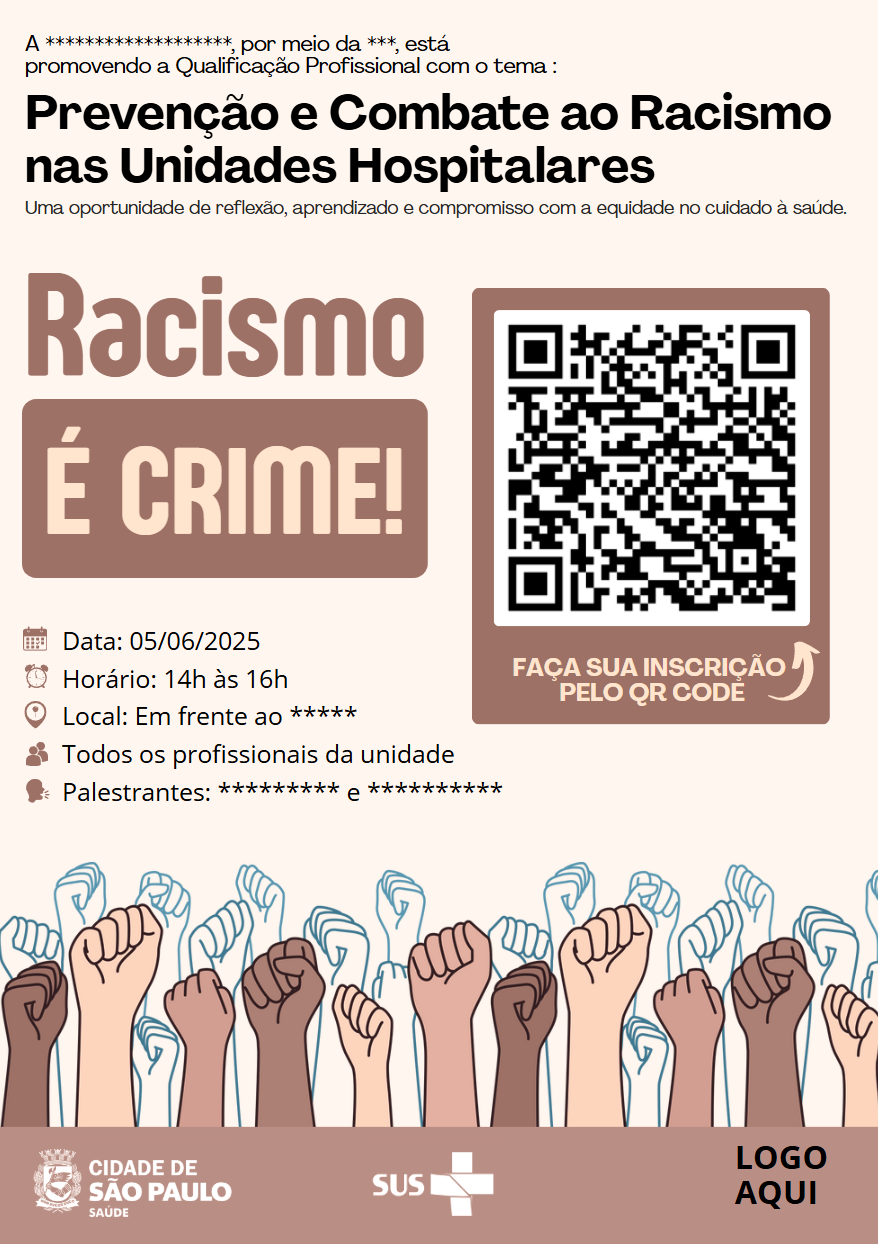 A *******************, por meio da ***, está
promovendo a Qualificação Profissional com o tema :
Prevenção e Combate ao Racismo
nas Unidades Hospitalares
Uma oportunidade de reflexão, aprendizado e compromisso com a equidade no cuidado à saúde.
Racismo
É CRIME!
FAÇA SUA INSCRIÇÃO
PELO QR CODE
Data: 05/06/2025
Horário: 14h às 16h
Local: Em frente ao *****
Todos os profissionais da unidade
Palestrantes: ********* e **********
CIDADE DE
SÃO PAULO
SAÚDE
SUS
LOGO
AQUI